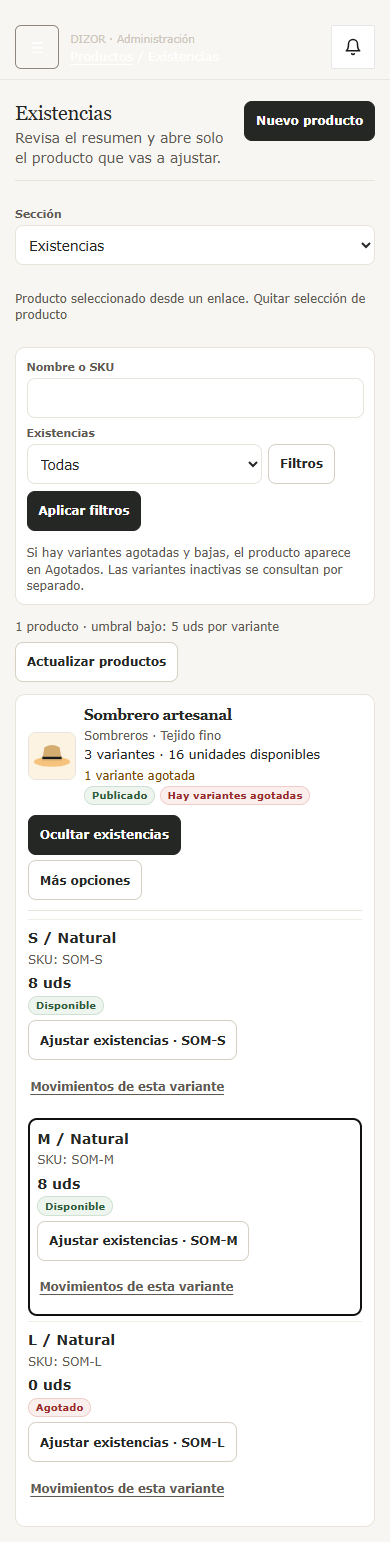 DIZOR · Administración
Productos / Existencias
Existencias
Revisa el resumen y abre solo
el producto que vas a ajustar.
Nuevo producto
Sección
Existencias
Producto seleccionado desde un enlace. Quitar selección de
producto
Nombre o SKU
Existencias
Todas
Filtros
Aplicar filtros
Si hay variantes agotadas y bajas, el producto aparece
en Agotados. Las variantes inactivas se consultan por
separado.
1 producto · umbral bajo: 5 uds por variante
Actualizar productos
Sombrero artesanal
Sombreros · Tejido fino
3 variantes · 16 unidades disponibles
1 variante agotada
Publicado
Hay variantes agotadas
Ocultar existencias
Más opciones
S / Natural
SKU: SOM-S
8 uds
Disponible
Ajustar existencias · SOM-S
Movimientos de esta variante
M / Natural
SKU: SOM-M
8 uds
Disponible
Ajustar existencias · SOM-M
Movimientos de esta variante
L / Natural
SKU: SOM-L
0 uds
Agotado
Ajustar existencias · SOM-L
Movimientos de esta variante